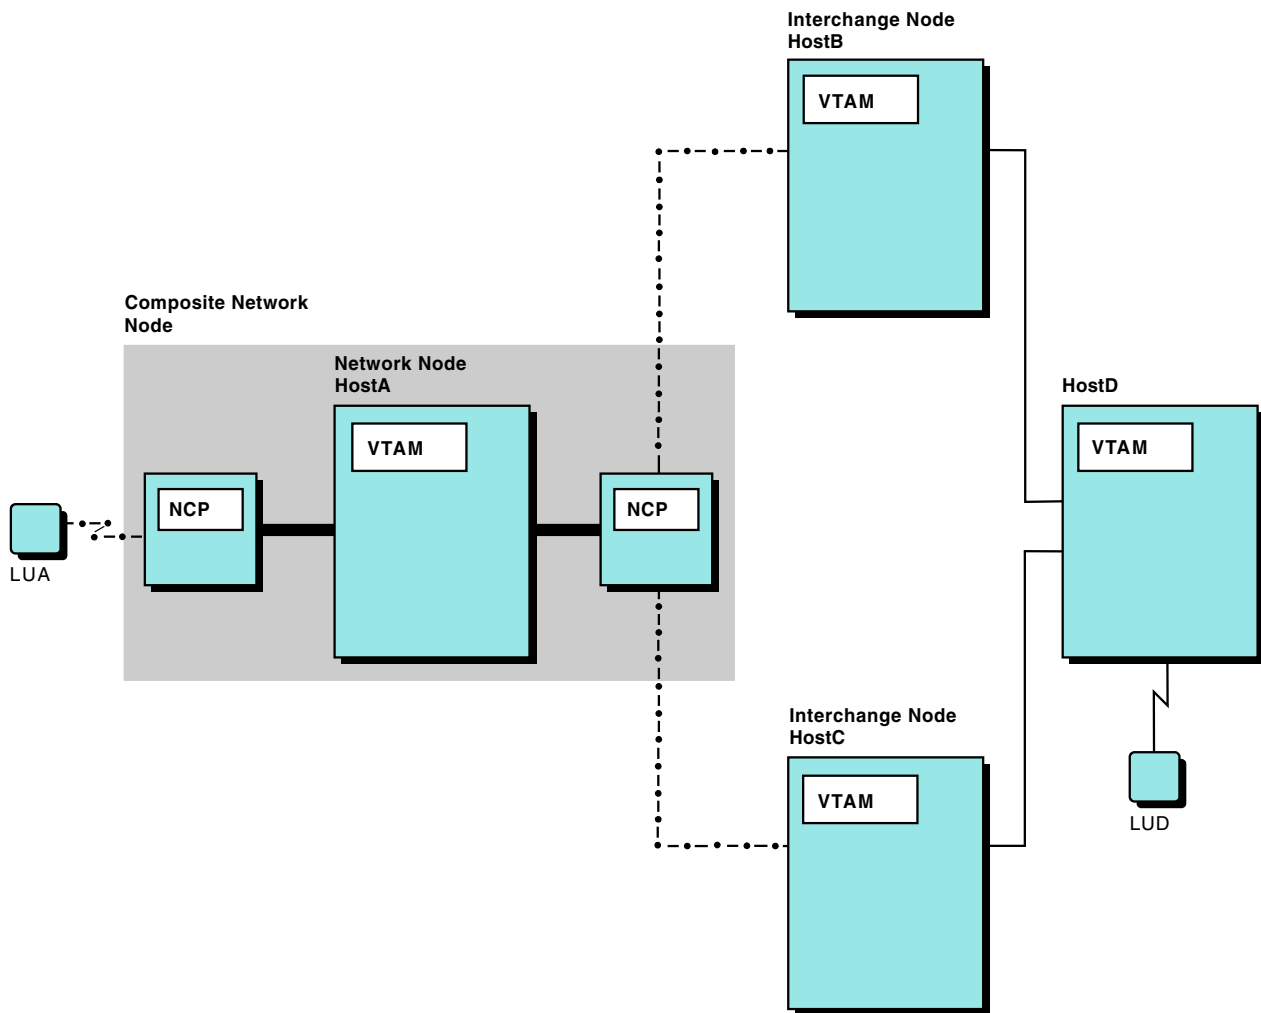 Interchange Node
HostB
VTAM
Composite Network
Node
Network Node
HostA
VTAM
HostD
VTAM
NCP
NCP
LUA
Interchange Node
HostC
VTAM
LUD